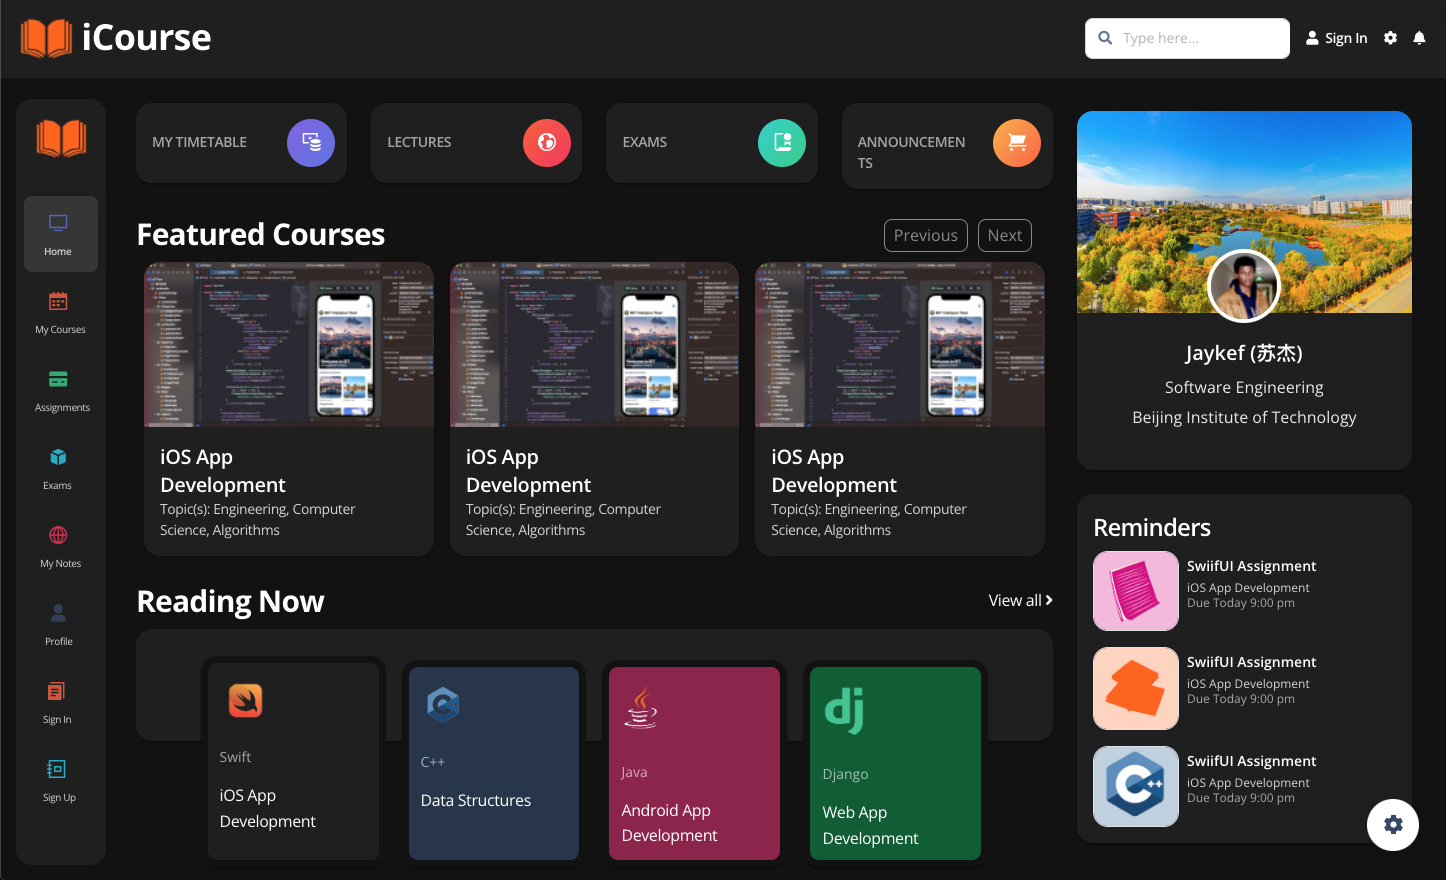 iCourse
Type here...
Sign In
MY TIMETABLE
LECTURES
EXAMS
ANNOUNCEMEN
TS
Home
My Courses
Assignments
Exams
My Notes
Profile
Sign In
Sign Up
Featured Courses
Previous
Next
iOS App
Development
Topic(s): Engineering, Computer
Science, Algorithms
iOS App
Development
Topic(s): Engineering, Computer
Science, Algorithms
iOS App
Development
Topic(s): Engineering, Computer
Science, Algorithms
Reading Now
View all
Swift
iOS App
Development
C++
Data Structures
Java
Android App
Development
dj
Django
Web App
Development
Jaykef (苏杰)
Software Engineering
Beijing Institute of Technology
Reminders
SwiifUI Assignment
iOS App Development
Due Today 9:00 pm
SwiifUI Assignment
iOS App Development
Due Today 9:00 pm
C++
SwiifUI Assignment
iOS App Development
Due Today 9:00 pm